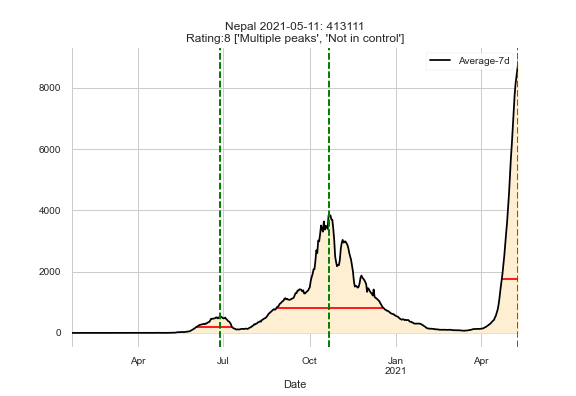 Nepal 2021-05-11: 413111
Rating:8 ['Multiple peaks', 'Not in control']
Average-7d
8000
6000
4000
2000
0
Apr Jul Oct Jan Apr
2021
Date